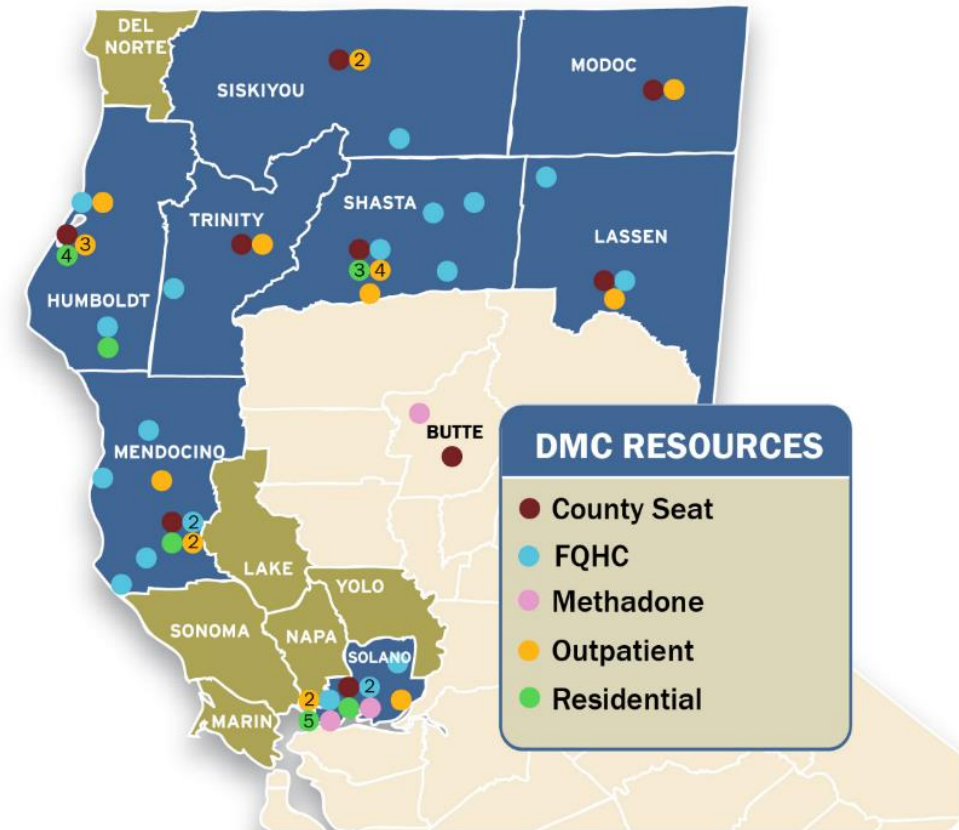 DEL
NORTE
SISKIYOU
2
MODOC
TRINITY
SHASTA
LASSEN
3
4
3
4
HUMBOLDT
MENDOCINO
2
2
BUTTE
LAKE
YOLO
SONOMA
NAPA
SOLANO
2
2
5
MARIN
DMC RESOURCES
County Seat
FQHC
Methadone
Outpatient
Residential